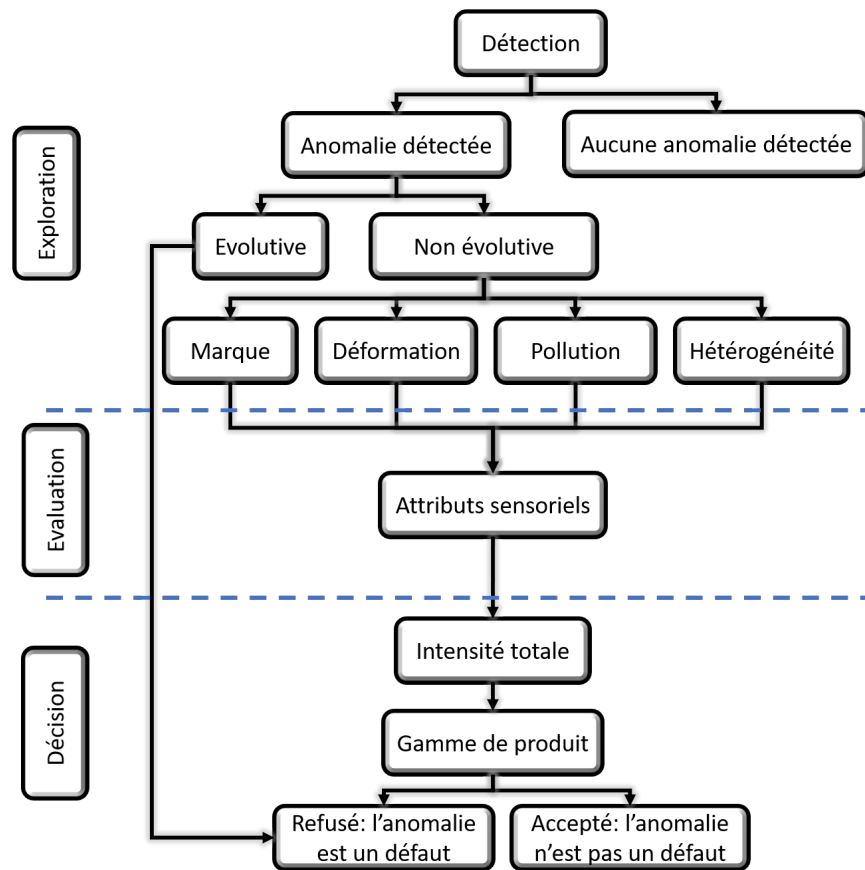 Détection
Anomalie détectée
Aucune anomalie détectée
Exploration
Evolutive
Non évolutive
Marque
Déformation
Pollution
Hétérogénéité
Evaluation
Attributs sensoriels
Intensité totale
Décision
Gamme de produit
Refusé: l'anomalie
est un défaut
Accepté: l'anomalie
n'est pas un défaut